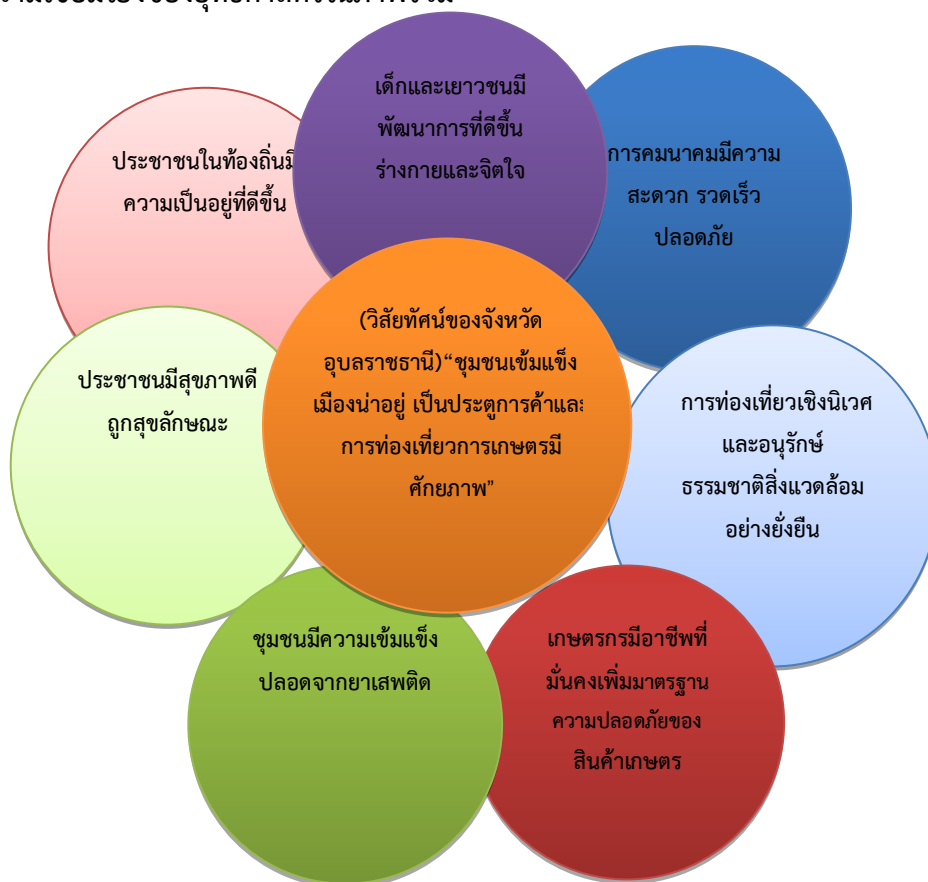 เด็กและเยาวชนมี
พัฒนาการที่ดีขึ้น
ร่างกายและจิตใจ
การคมนาคมมีความ
สะดวก รวดเร็ว
ปลอดภัย
ประชาชนในท้องถิ่นมี
ความเป็นอยู่ที่ดีขึ้น
(วิสัยทัศน์ของจังหวัด
อุบลราชธานี)“ชุมชนเข้มแข็ง
เมืองน่าอยู่ เป็นประตูการค้าและ
การท่องเที่ยวการเกษตรมี
ศักยภาพ”
ประชาชนมีสุขภาพดี
ถูกสุขลักษณะ
การท่องเที่ยวเชิงนิเวศ
และอนุรักษ์
ธรรมชาติสิ่งแวดล้อม
อย่างยั่งยืน
ชุมชนมีความเข้มแข็ง
ปลอดจากยาเสพติด
เกษตรกรมีอาชีพที่
มั่นคงเพิ่มมาตรฐาน
ความปลอดภัยของ
สินค้าเกษตร